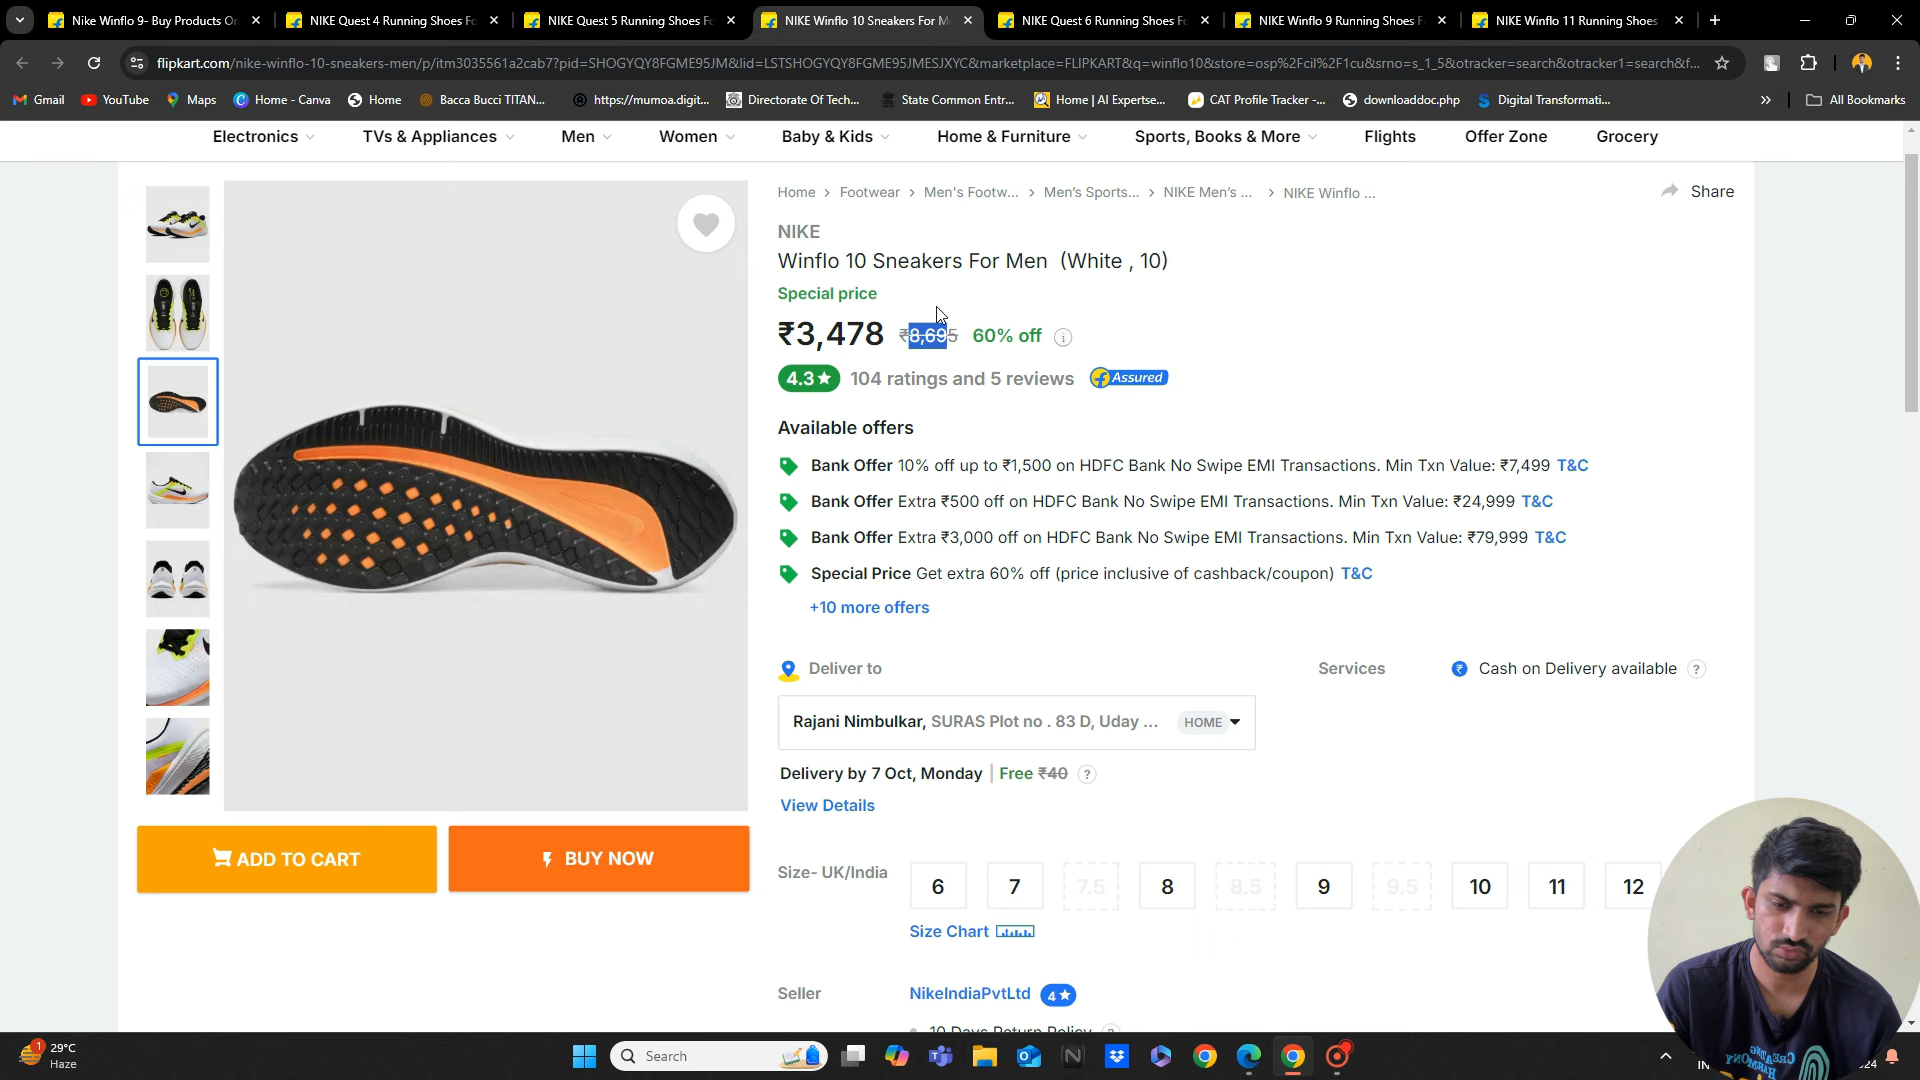 Nike Winflo 9- Buy Products On
NIKE Quest 4 Running Shoes Fo
NIKE Quest 5 Running Shoes Fo
NIKE Winflo 10 Sneakers For M
NIKE Quest 6 Running Shoes Fo
NIKE Winflo 9 Running Shoes F
NIKE Winflo 11 Running Shoes
flipkart.com/nike-winflo-10-sneakers-men/p/itm3035561a2cab7?pid=SHOGYQY8FGME95JM&lid=LSTSHOGYQY8FGME95JMESJXYC&marketplace=FLIPKART&q=winflo10&store=osp%2Fcil%2F1cu&srno=s_1_5&otracker=search&otracker1=search&f...
Gmail YouTube Maps Home - Canva Home Bacca Bucci TITAN... https://mumoa.digit... Directorate Of Tech... State Common Entr... Home | AI Expertse... CAT Profile Tracker -... downloaddoc.php Digital Transformati... » All Bookmarks
Electronics TVs & Appliances Men Women Baby & Kids Home & Furniture Sports, Books & More Flights Offer Zone Grocery
Home > Footwear > Men's Footw... > Men's Sports... > NIKE Men's ... > NIKE Winflo ...
Share
NIKE
Winflo 10 Sneakers For Men (White , 10)
Special price
₹3,478 ₹8,695 60% off
4.3★ 104 ratings and 5 reviews Assured
Available offers
Bank Offer 10% off up to ₹1,500 on HDFC Bank No Swipe EMI Transactions. Min Txn Value: ₹7,499 T&C
Bank Offer Extra ₹500 off on HDFC Bank No Swipe EMI Transactions. Min Txn Value: ₹24,999 T&C
Bank Offer Extra ₹3,000 off on HDFC Bank No Swipe EMI Transactions. Min Txn Value: ₹79,999 T&C
Special Price Get extra 60% off (price inclusive of cashback/coupon) T&C
+10 more offers
Deliver to
Services
₹ Cash on Delivery available ?
Rajani Nimbulkar, SURAS Plot no . 83 D, Uday ... HOME
Delivery by 7 Oct, Monday | Free ₹40 ?
View Details
ADD TO CART
BUY NOW
Size- UK/India 6 7 7.5 8 8.5 9 9.5 10 11 12
Size Chart
Seller NikeIndiaPvtLtd 4★
10 Days Return Policy ?
CREATING
HARMONY
1
29°C
Haze
Search